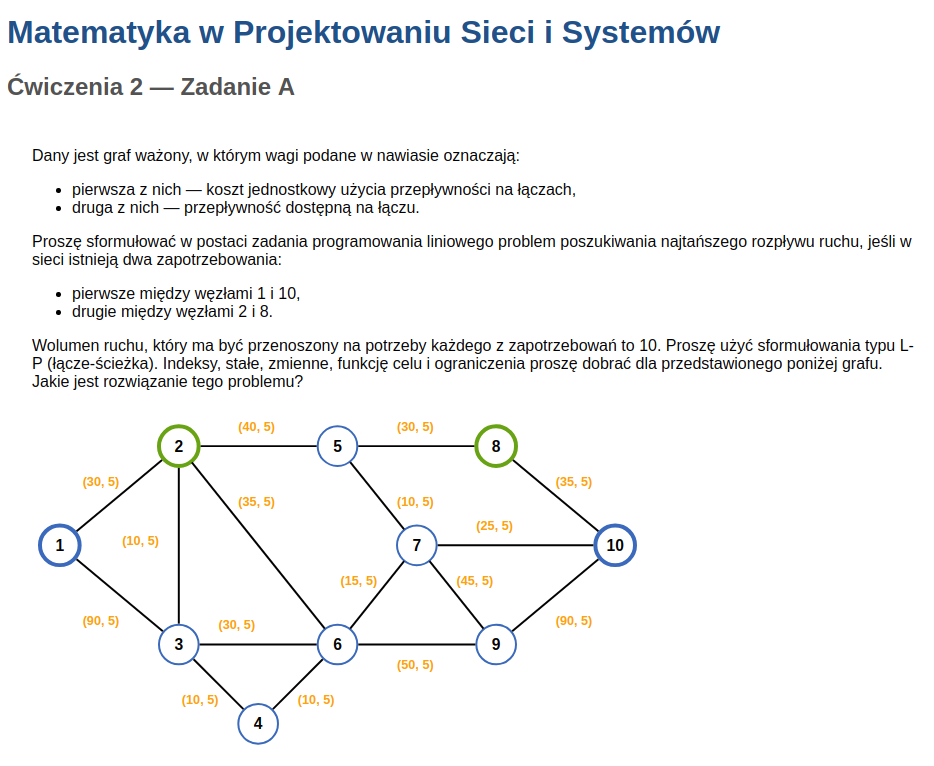 Matematyka w Projektowaniu Sieci i Systemów
Ćwiczenia 2 — Zadanie A
Dany jest graf ważony, w którym wagi podane w nawiasie oznaczają:
• pierwsza z nich — koszt jednostkowy użycia przepływności na łączach,
• druga z nich — przepływność dostępną na łączu.
Proszę sformułować w postaci zadania programowania liniowego problem poszukiwania najtańszego rozpływu ruchu, jeśli w
sieci istnieją dwa zapotrzebowania:
• pierwsze między węzłami 1 i 10,
• drugie między węzłami 2 i 8.
Wolumen ruchu, który ma być przenoszony na potrzeby każdego z zapotrzebowań to 10. Proszę użyć sformułowania typu L-
P (łącze-ścieżka). Indeksy, stałe, zmienne, funkcję celu i ograniczenia proszę dobrać dla przedstawionego poniżej grafu.
Jakie jest rozwiązanie tego problemu?
(40, 5) (30, 5)
2 5 8
(30, 5) (35, 5) (10, 5) (35, 5)
(25, 5)
(10, 5)
1 7 10
(15, 5) (45, 5)
(90, 5) (30, 5) (90, 5)
3 6 9
(50, 5)
(10, 5) (10, 5)
4